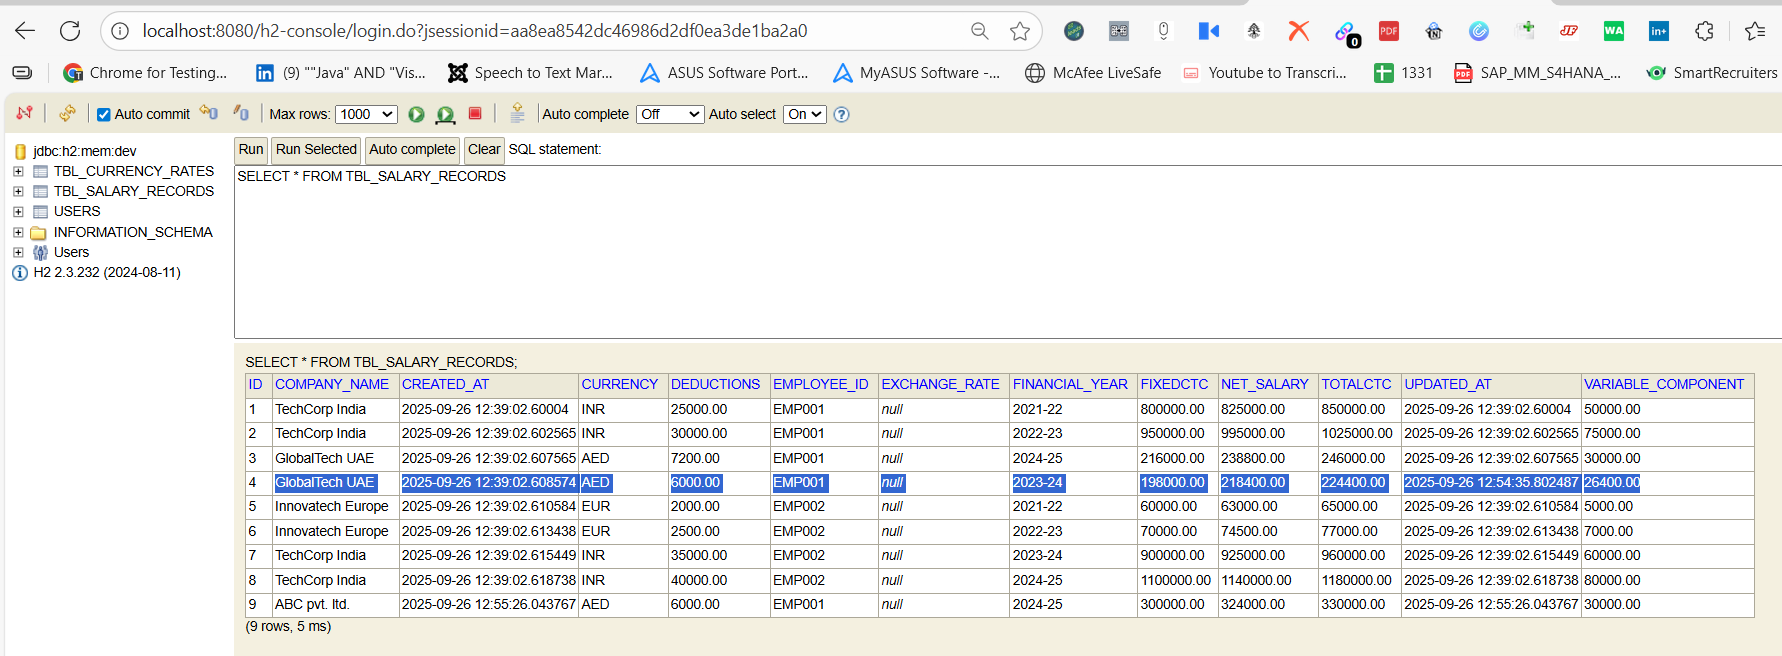 localhost:8080/h2-console/login.do?jsessionid=aa8ea8542dc46986d2df0ea3de1ba2a0
0 PDF JF WA in+
Chrome for Testing... (9) ""Java" AND "Vis... Speech to Text Mar... ASUS Software Port... MyASUS Software -... McAfee LiveSafe Youtube to Transcri... 1331 SAP_MM_S4HANA_... SmartRecruiters
Auto commit Max rows: 1000 Auto complete Off Auto select On
jdbc:h2:mem:dev
TBL_CURRENCY_RATES
TBL_SALARY_RECORDS
USERS
INFORMATION_SCHEMA
Users
H2 2.3.232 (2024-08-11)
Run Run Selected Auto complete Clear SQL statement:
SELECT * FROM TBL_SALARY_RECORDS
SELECT * FROM TBL_SALARY_RECORDS;
ID COMPANY_NAME CREATED_AT CURRENCY DEDUCTIONS EMPLOYEE_ID EXCHANGE_RATE FINANCIAL_YEAR FIXEDCTC NET_SALARY TOTALCTC UPDATED_AT VARIABLE_COMPONENT
1 TechCorp India 2025-09-26 12:39:02.60004 INR 25000.00 EMP001 null 2021-22 800000.00 825000.00 850000.00 2025-09-26 12:39:02.60004 50000.00
2 TechCorp India 2025-09-26 12:39:02.602565 INR 30000.00 EMP001 null 2022-23 950000.00 995000.00 1025000.00 2025-09-26 12:39:02.602565 75000.00
3 GlobalTech UAE 2025-09-26 12:39:02.607565 AED 7200.00 EMP001 null 2024-25 216000.00 238800.00 246000.00 2025-09-26 12:39:02.607565 30000.00
4 GlobalTech UAE 2025-09-26 12:39:02.608574 AED 6000.00 EMP001 null 2023-24 198000.00 218400.00 224400.00 2025-09-26 12:54:35.802487 26400.00
5 Innovatech Europe 2025-09-26 12:39:02.610584 EUR 2000.00 EMP002 null 2021-22 60000.00 63000.00 65000.00 2025-09-26 12:39:02.610584 5000.00
6 Innovatech Europe 2025-09-26 12:39:02.613438 EUR 2500.00 EMP002 null 2022-23 70000.00 74500.00 77000.00 2025-09-26 12:39:02.613438 7000.00
7 TechCorp India 2025-09-26 12:39:02.615449 INR 35000.00 EMP002 null 2023-24 900000.00 925000.00 960000.00 2025-09-26 12:39:02.615449 60000.00
8 TechCorp India 2025-09-26 12:39:02.618738 INR 40000.00 EMP002 null 2024-25 1100000.00 1140000.00 1180000.00 2025-09-26 12:39:02.618738 80000.00
9 ABC pvt. ltd. 2025-09-26 12:55:26.043767 AED 6000.00 EMP001 null 2024-25 300000.00 324000.00 330000.00 2025-09-26 12:55:26.043767 30000.00
(9 rows, 5 ms)